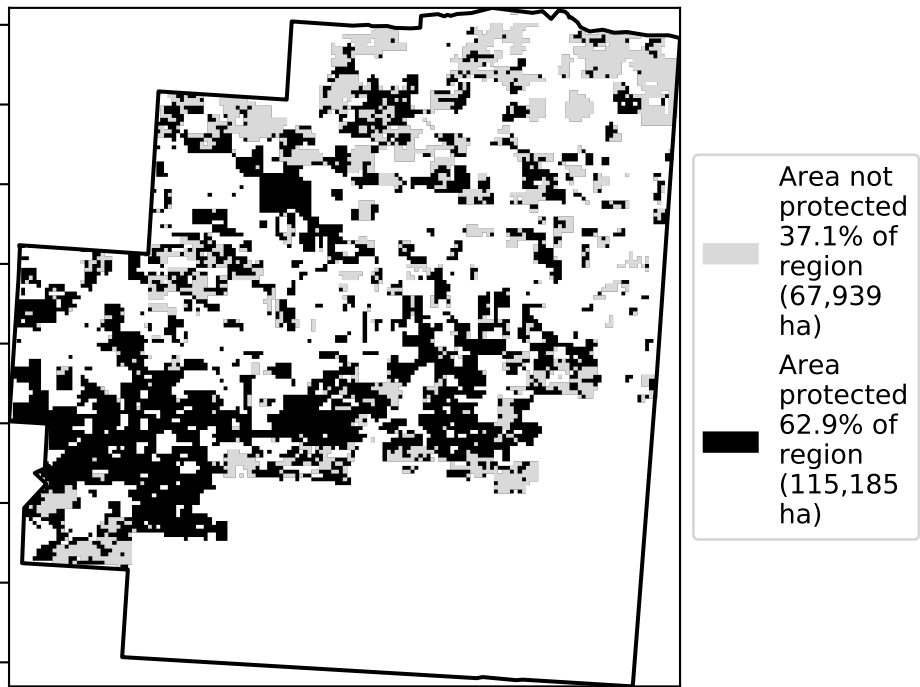 Area not
protected
37.1% of
region
(67,939
ha)
Area
protected
62.9% of
region
(115,185
ha)